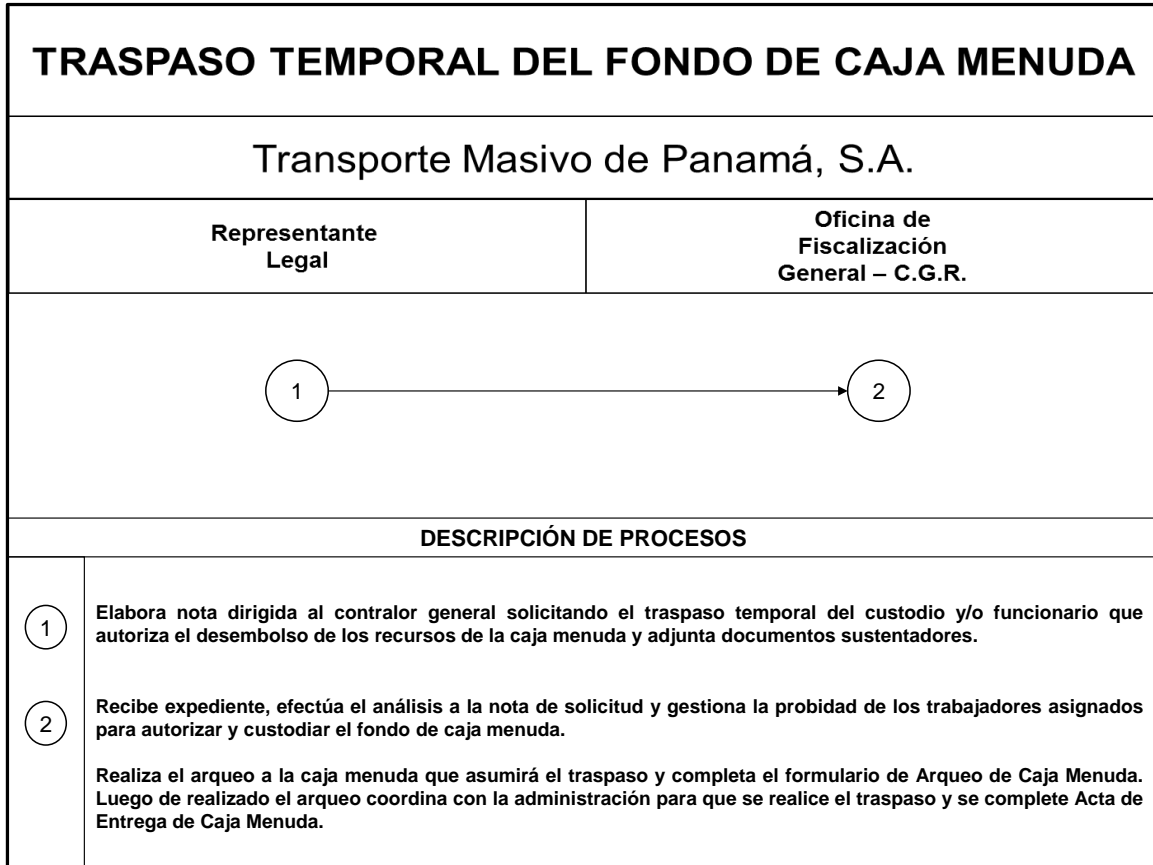 TRASPASO TEMPORAL DEL FONDO DE CAJA MENUDA
Transporte Masivo de Panamá, S.A.
Representante
Legal
Oficina de
Fiscalización
General – C.G.R.
1
2
DESCRIPCIÓN DE PROCESOS
1
Elabora nota dirigida al contralor general solicitando el traspaso temporal del custodio y/o funcionario que
autoriza el desembolso de los recursos de la caja menuda y adjunta documentos sustentadores.
2
Recibe expediente, efectúa el análisis a la nota de solicitud y gestiona la probidad de los trabajadores asignados
para autorizar y custodiar el fondo de caja menuda.
Realiza el arqueo a la caja menuda que asumirá el traspaso y completa el formulario de Arqueo de Caja Menuda.
Luego de realizado el arqueo coordina con la administración para que se realice el traspaso y se complete Acta de
Entrega de Caja Menuda.